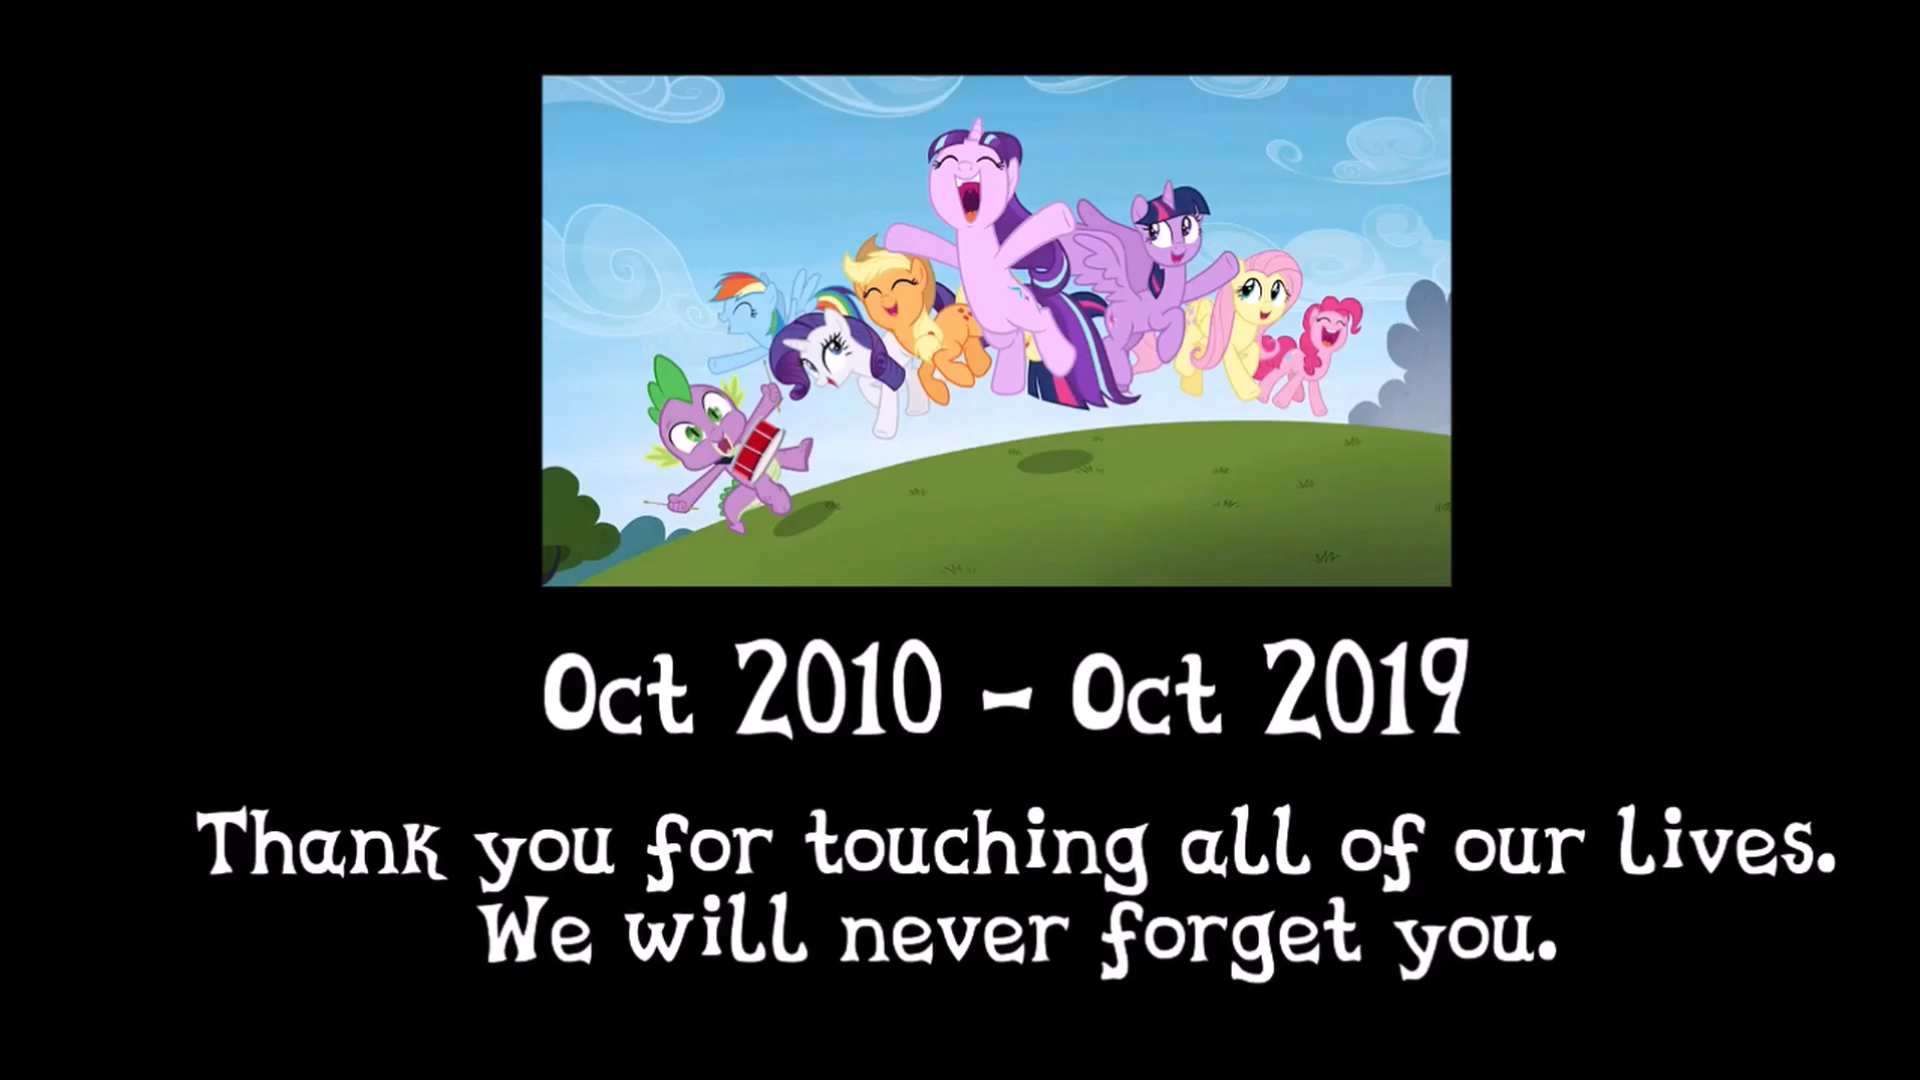 Oct 2010 - Oct 2019
Thank you for touching all of our lives.
We will never forget you.